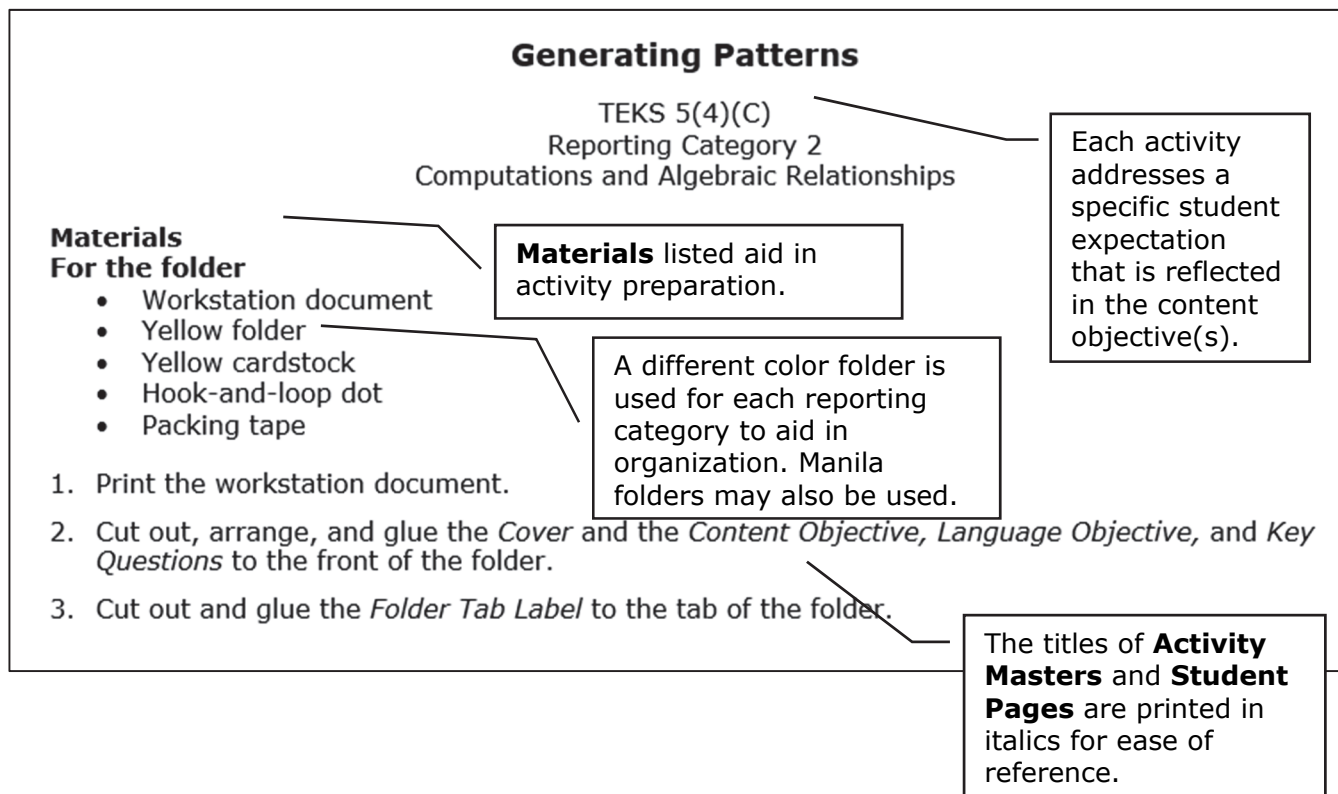 Generating Patterns
TEKS 5(4)(C)
Reporting Category 2
Computations and Algebraic Relationships
Each activity
addresses a
specific student
expectation
that is reflected
in the content
objective(s).
Materials
For the folder
• Workstation document
• Yellow folder
• Yellow cardstock
• Hook-and-loop dot
• Packing tape
Materials listed aid in
activity preparation.
A different color folder is
used for each reporting
category to aid in
organization. Manila
folders may also be used.
1. Print the workstation document.
2. Cut out, arrange, and glue the Cover and the Content Objective, Language Objective, and Key
Questions to the front of the folder.
3. Cut out and glue the Folder Tab Label to the tab of the folder.
The titles of Activity
Masters and Student
Pages are printed in
italics for ease of
reference.